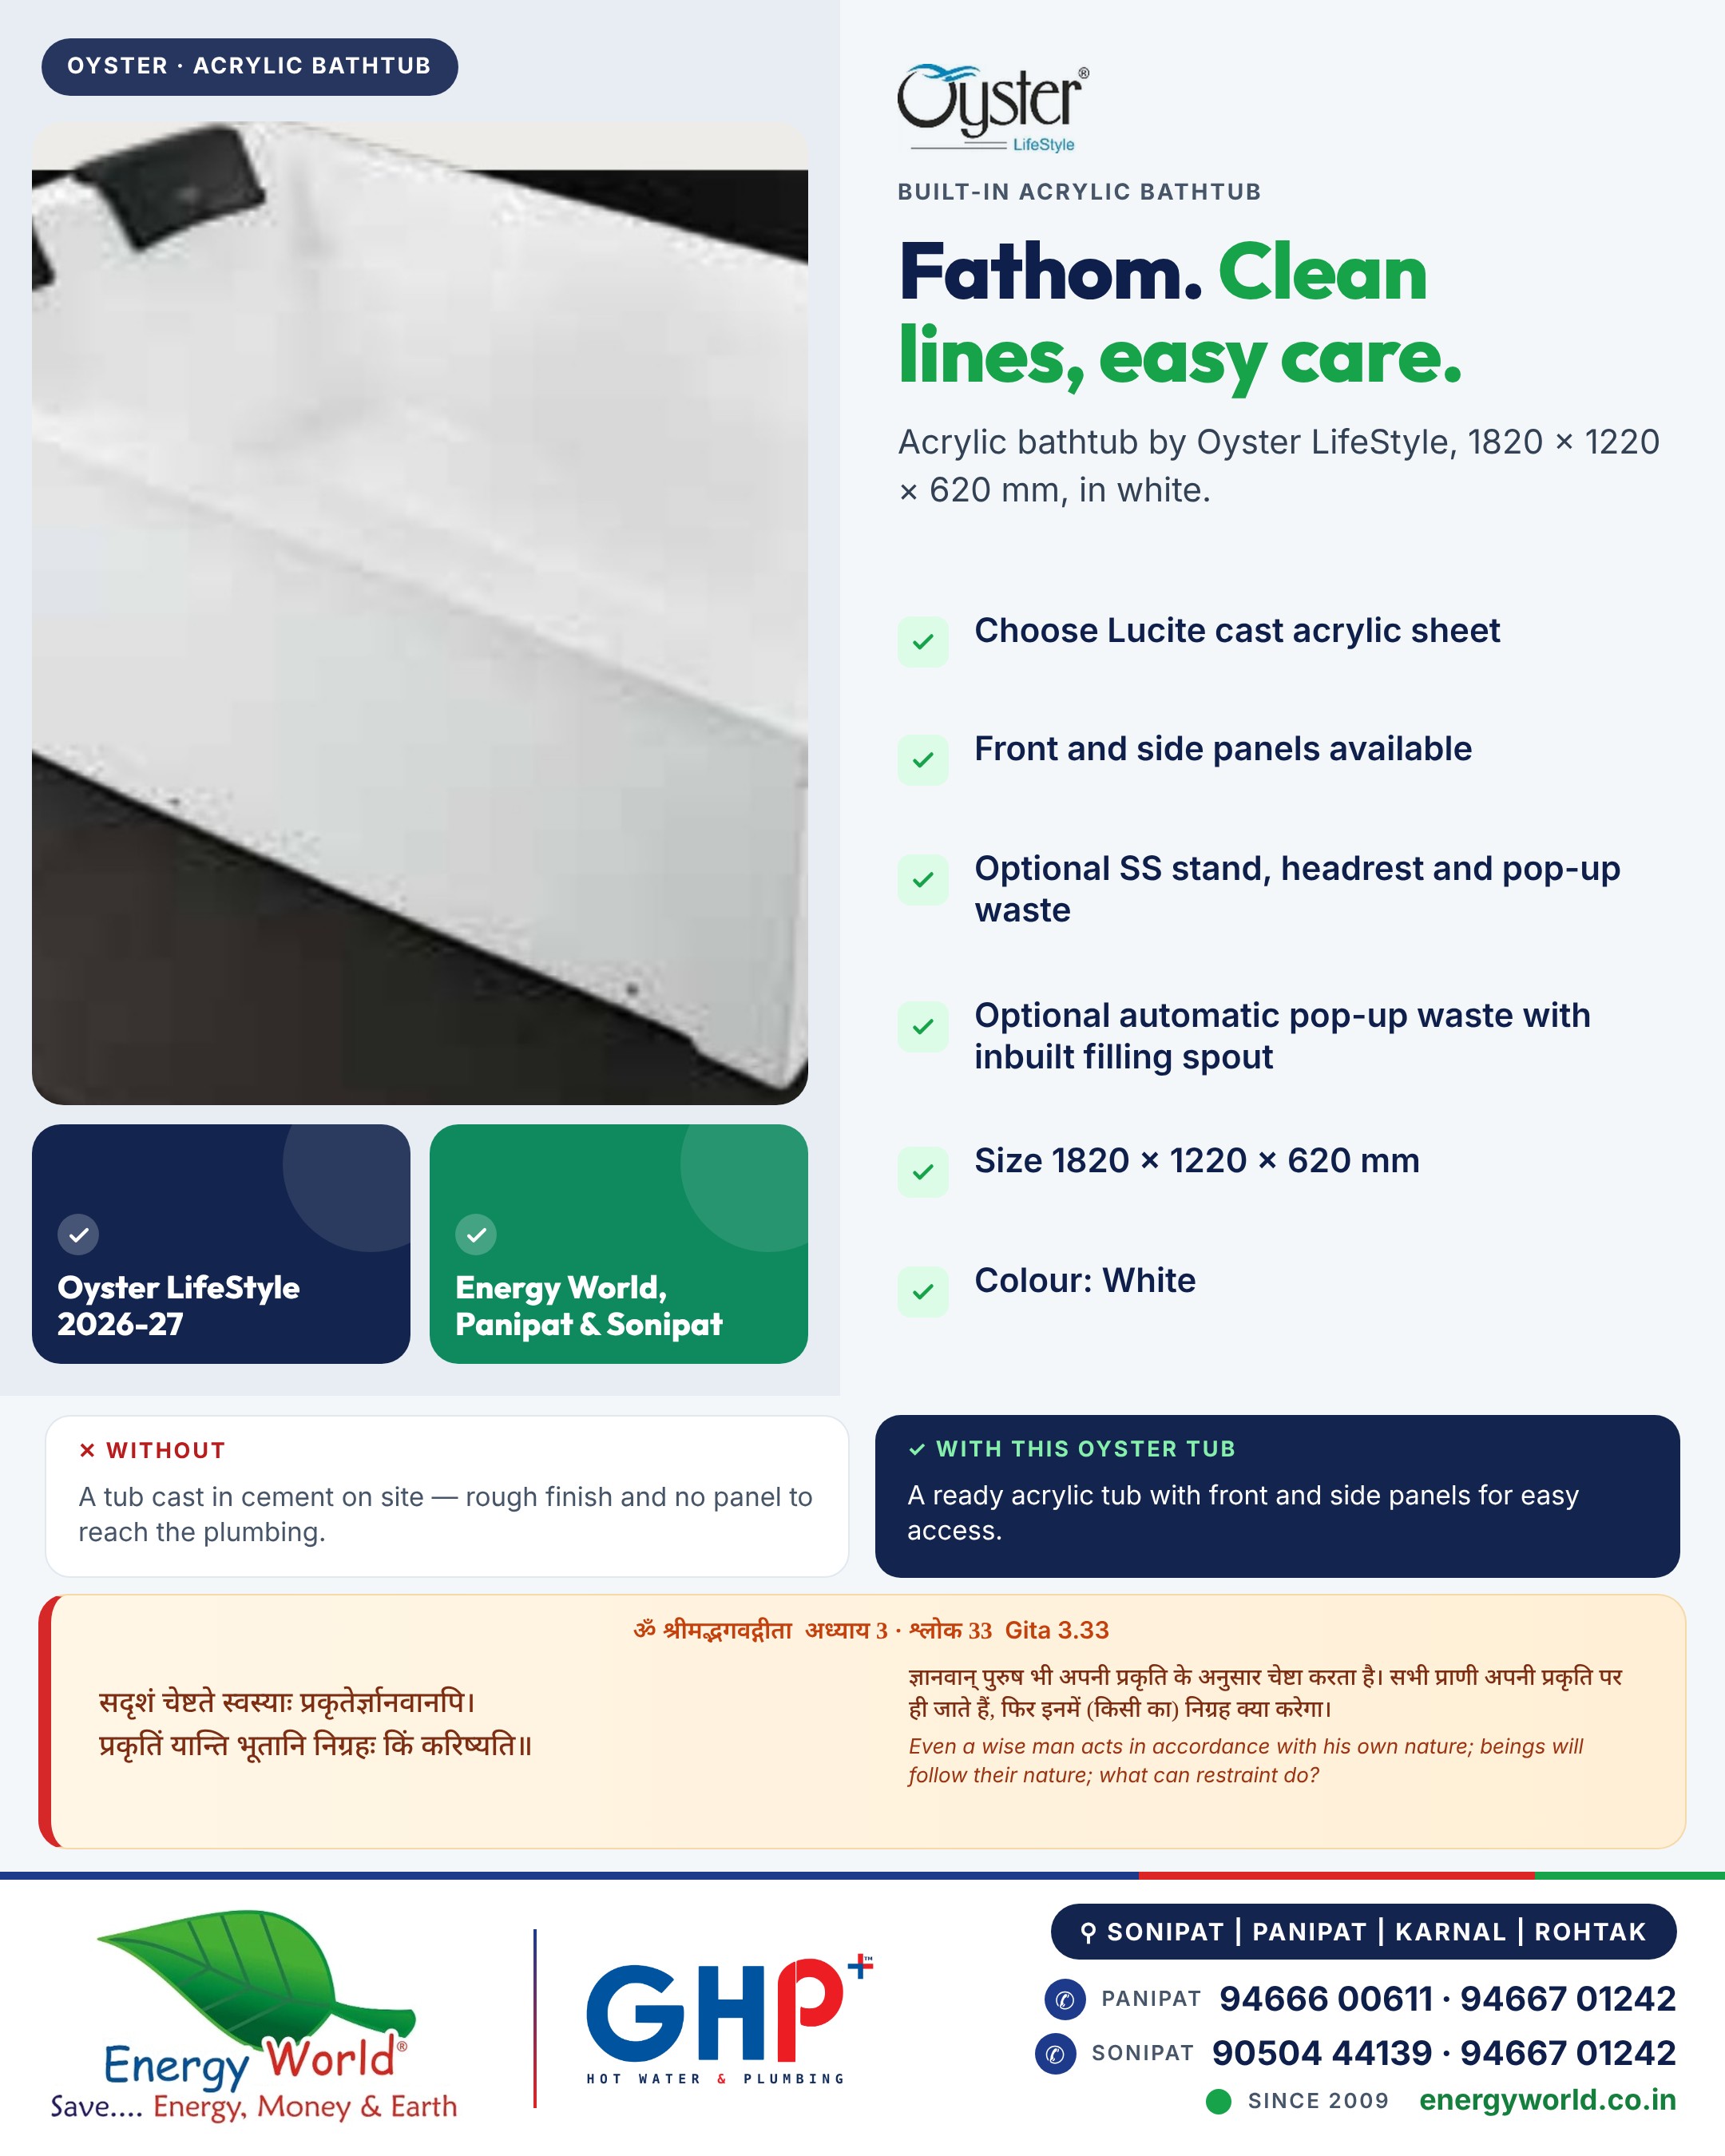 OYSTER · ACRYLIC BATHTUB
Oyster®
LifeStyle
BUILT-IN ACRYLIC BATHTUB
Fathom. Clean
lines, easy care.
Acrylic bathtub by Oyster LifeStyle, 1820 × 1220
× 620 mm, in white.
Choose Lucite cast acrylic sheet
Front and side panels available
Optional SS stand, headrest and pop-up
waste
Optional automatic pop-up waste with
inbuilt filling spout
Size 1820 × 1220 × 620 mm
Colour: White
Oyster LifeStyle
2026-27
Energy World,
Panipat & Sonipat
✕ WITHOUT
A tub cast in cement on site — rough finish and no panel to
reach the plumbing.
✓ WITH THIS OYSTER TUB
A ready acrylic tub with front and side panels for easy
access.
ॐ श्रीमद्भगवद्गीता अध्याय 3 · श्लोक 33 Gita 3.33
सदृशं चेष्टते स्वस्याः प्रकृतेर्ज्ञानवानपि।
प्रकृतिं यान्ति भूतानि निग्रहः किं करिष्यति॥
ज्ञानवान् पुरुष भी अपनी प्रकृति के अनुसार चेष्टा करता है। सभी प्राणी अपनी प्रकृति पर
ही जाते हैं, फिर इनमें (किसी का) निग्रह क्या करेगा।
Even a wise man acts in accordance with his own nature; beings will
follow their nature; what can restraint do?
Energy World®
Save.... Energy, Money & Earth
GHP+™
HOT WATER & PLUMBING
SONIPAT | PANIPAT | KARNAL | ROHTAK
PANIPAT 94666 00611 · 94667 01242
SONIPAT 90504 44139 · 94667 01242
SINCE 2009 energyworld.co.in